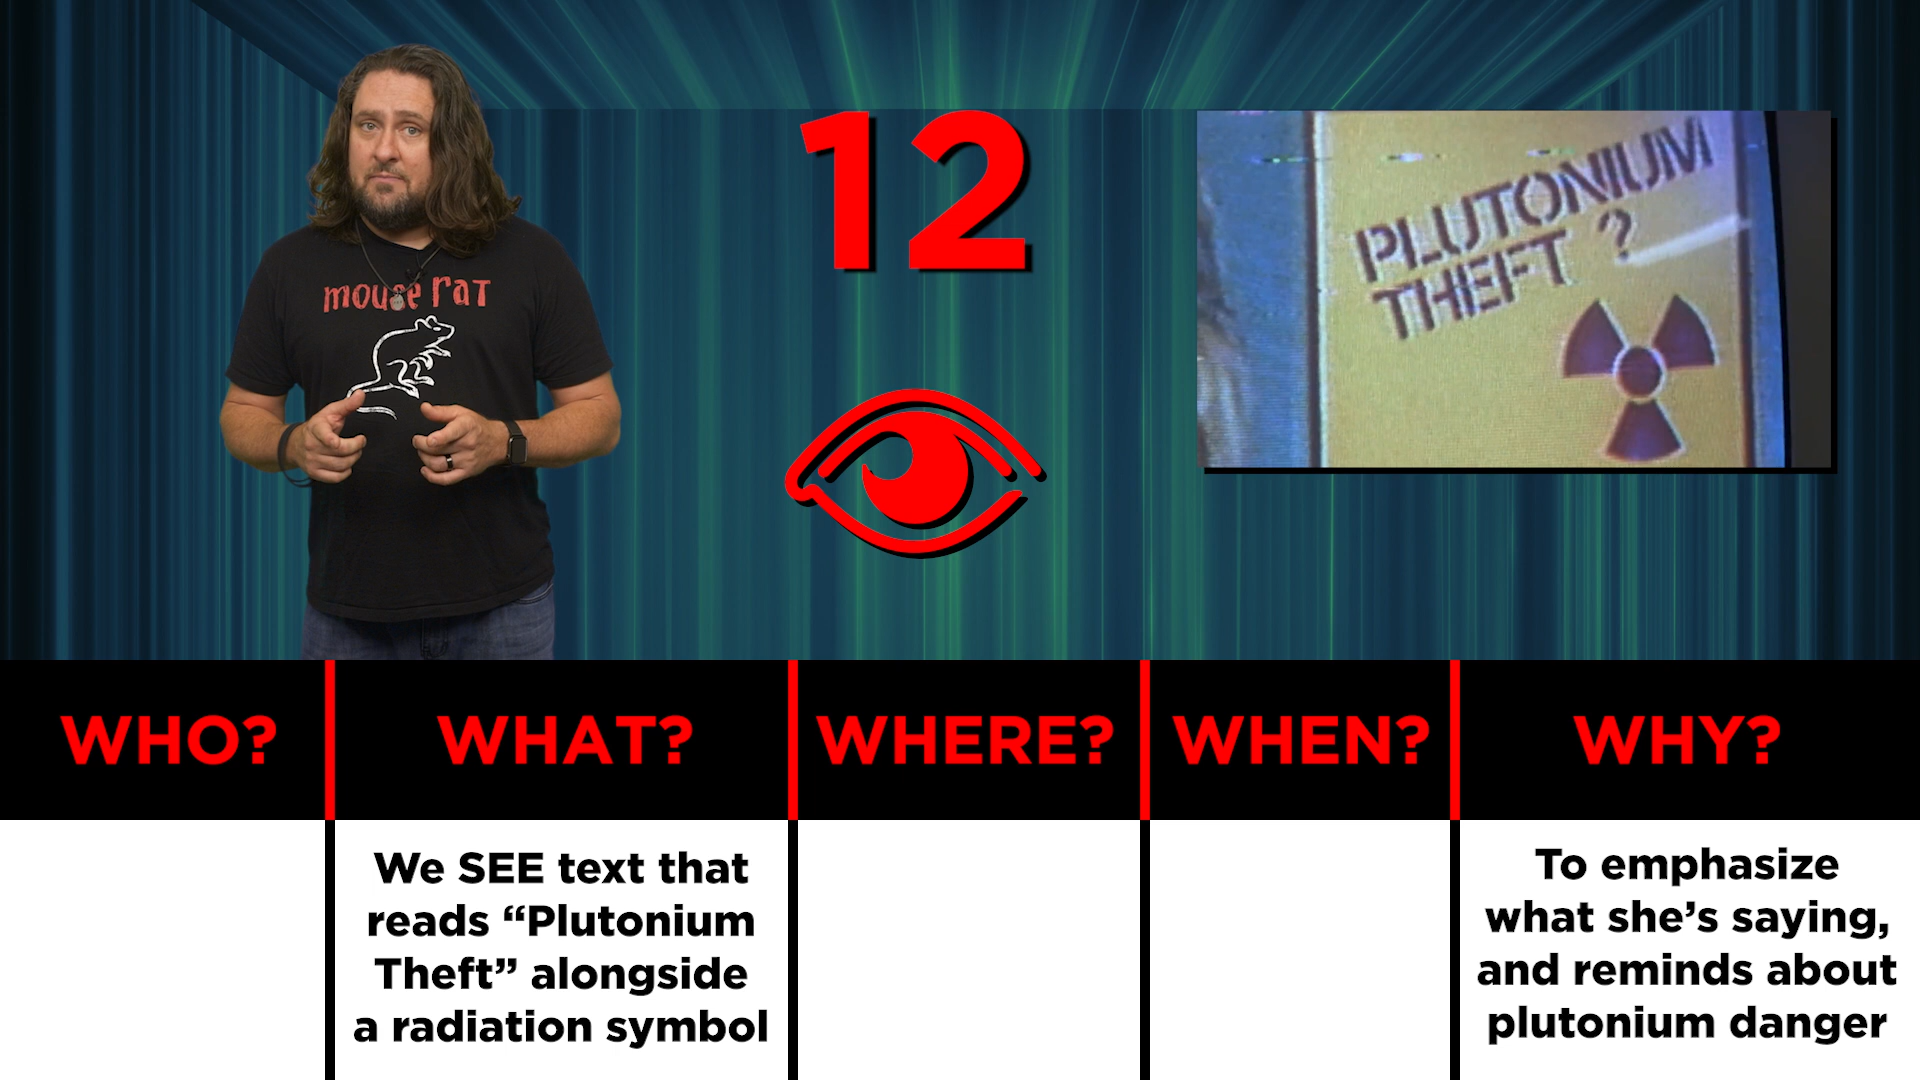 mouse rat
12
PLUTONIUM
THEFT ?
WHO?
WHAT?
WHERE?
WHEN?
WHY?
We SEE text that
reads “Plutonium
Theft” alongside
a radiation symbol
To emphasize
what she’s saying,
and reminds about
plutonium danger